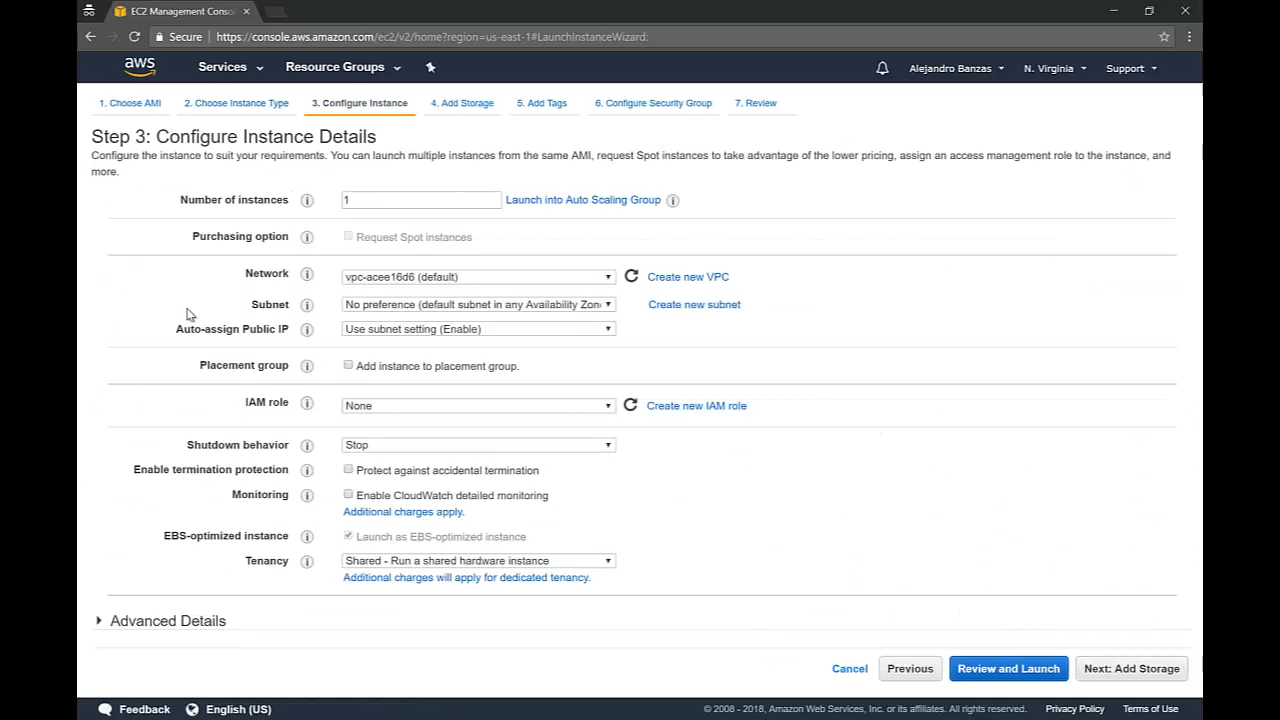 EC2 Management Conso
Secure https://console.aws.amazon.com/ec2/v2/home?region=us-east-1#LaunchInstanceWizard:
aws Services Resource Groups Alejandro Banzas N. Virginia Support
1. Choose AMI 2. Choose Instance Type 3. Configure Instance 4. Add Storage 5. Add Tags 6. Configure Security Group 7. Review
Step 3: Configure Instance Details
Configure the instance to suit your requirements. You can launch multiple instances from the same AMI, request Spot instances to take advantage of the lower pricing, assign an access management role to the instance, and
more.
Number of instances 1 Launch into Auto Scaling Group
Purchasing option Request Spot instances
Network vpc-acee16d6 (default) Create new VPC
Subnet No preference (default subnet in any Availability Zon Create new subnet
Auto-assign Public IP Use subnet setting (Enable)
Placement group Add instance to placement group.
IAM role None Create new IAM role
Shutdown behavior Stop
Enable termination protection Protect against accidental termination
Monitoring Enable CloudWatch detailed monitoring
Additional charges apply.
EBS-optimized instance Launch as EBS-optimized instance
Tenancy Shared - Run a shared hardware instance
Additional charges will apply for dedicated tenancy.
Advanced Details
Cancel Previous Review and Launch Next: Add Storage
Feedback English (US) © 2008 - 2018, Amazon Web Services, Inc. or its affiliates. All rights reserved. Privacy Policy Terms of Use